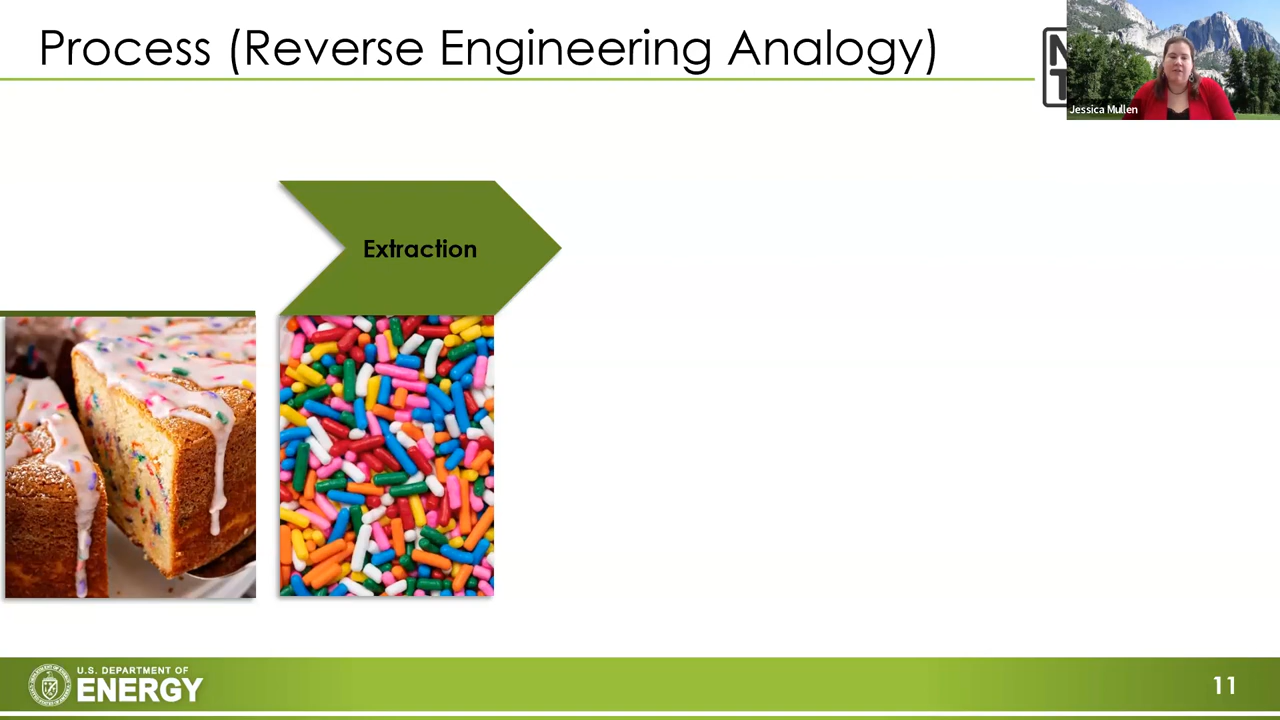 Process (Reverse Engineering Analogy)
Jessica Mullen
Extraction
U.S. DEPARTMENT OF
ENERGY
11